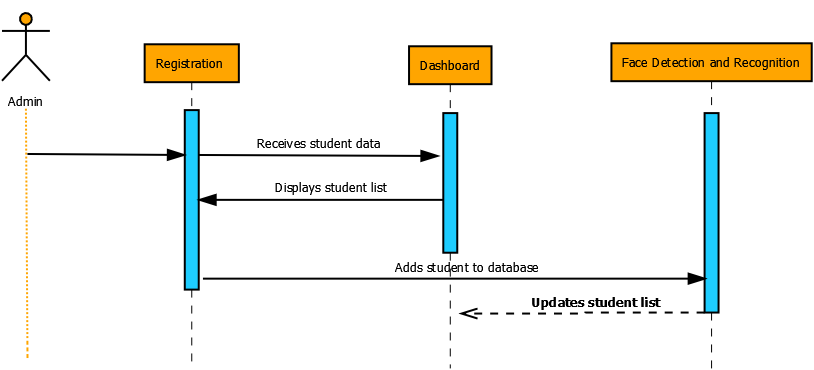 Registration
Dashboard
Face Detection and Recognition
Admin
Receives student data
Displays student list
Adds student to database
Updates student list